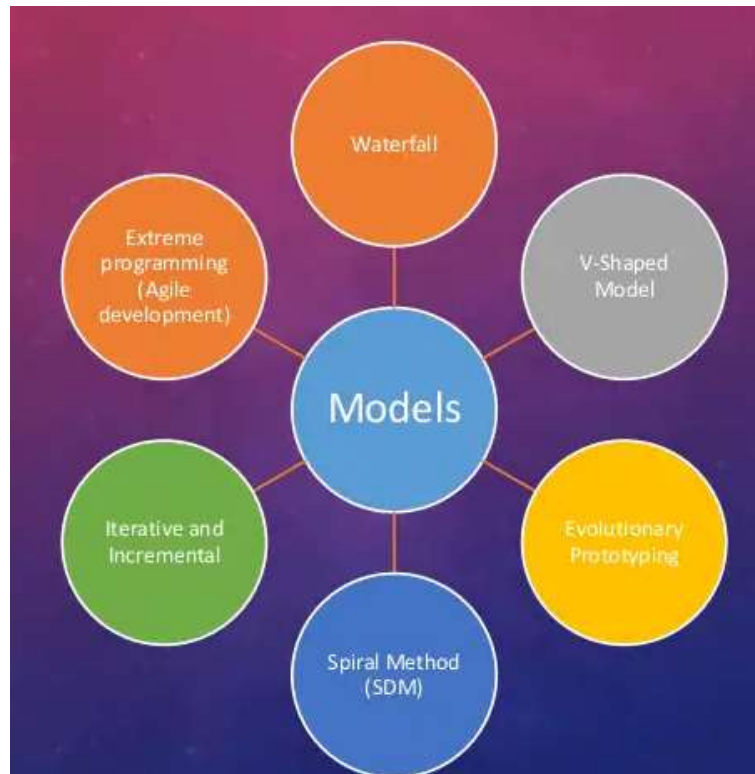 Waterfall
Extreme
programming
(Agile
development)
V-Shaped
Model
Models
Iterative and
Incremental
Evolutionary
Prototyping
Spiral Method
(SDM)